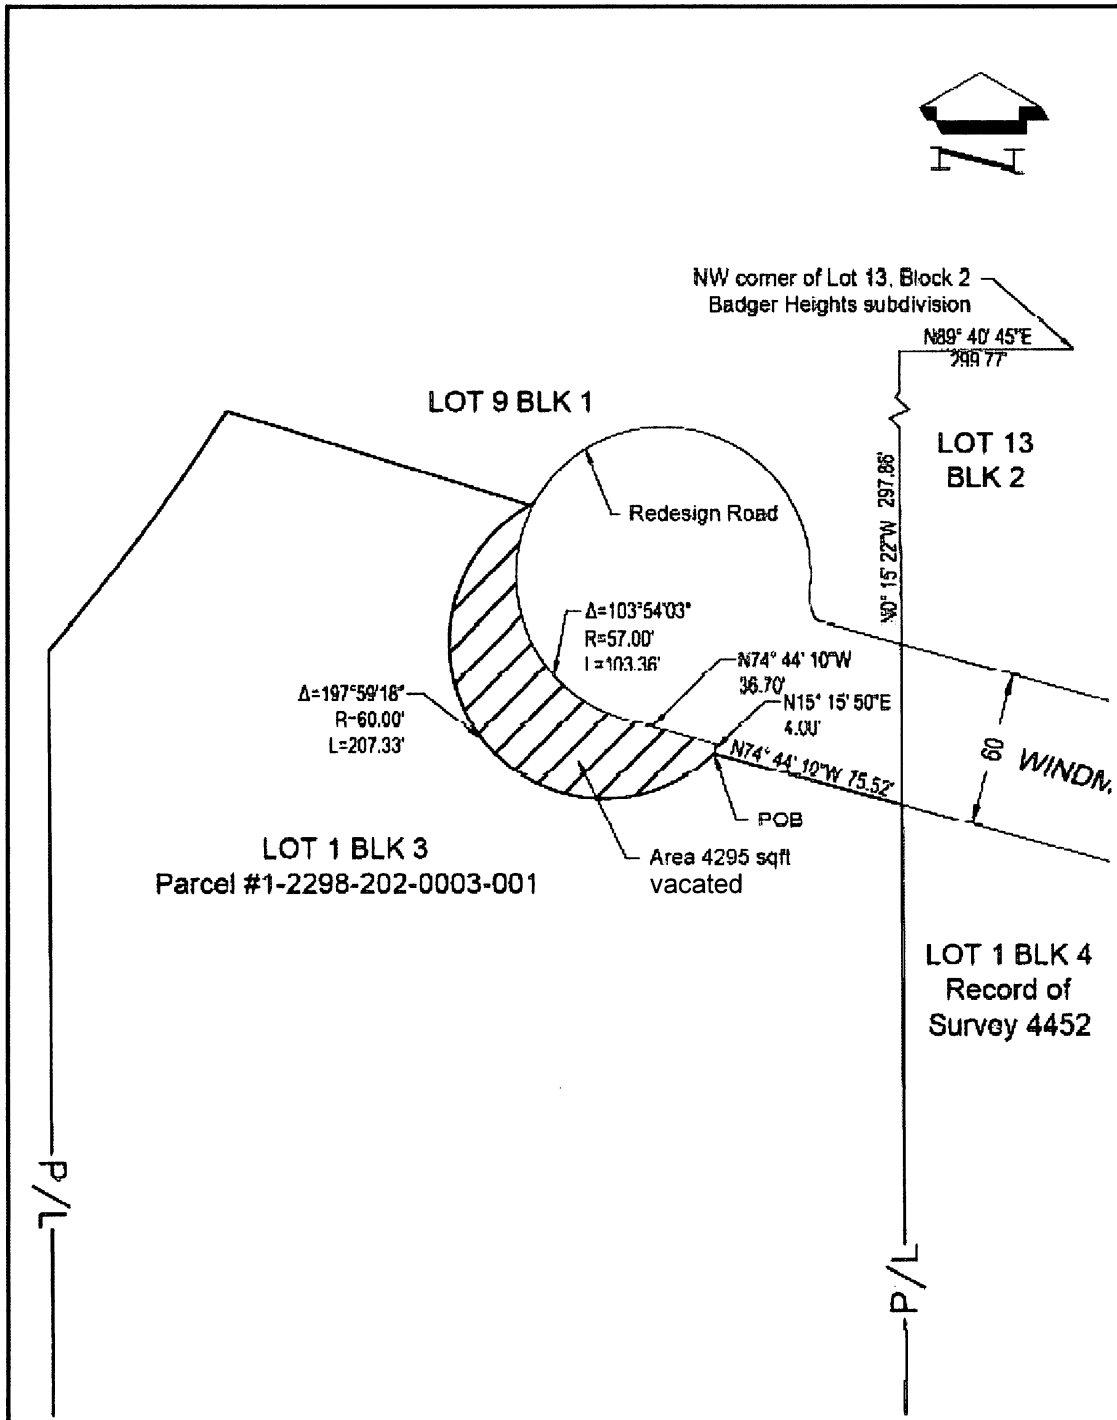 N
NW corner of Lot 13, Block 2
Badger Heights subdivision
N89° 40' 45"E
299.77'
LOT 9 BLK 1
LOT 13
BLK 2
N0° 15' 22"W 297.86'
Redesign Road
Δ=103°54'03"
R=57.00'
L=103.36'
N74° 44' 10"W
36.70'
N15° 15' 50"E
4.00'
Δ=197°59'18"
R=60.00'
L=207.33'
N74° 44' 10"W 75.52'
60
WINDM
POB
LOT 1 BLK 3
Parcel #1-2298-202-0003-001
Area 4295 sqft
vacated
LOT 1 BLK 4
Record of
Survey 4452
P/L
P/L